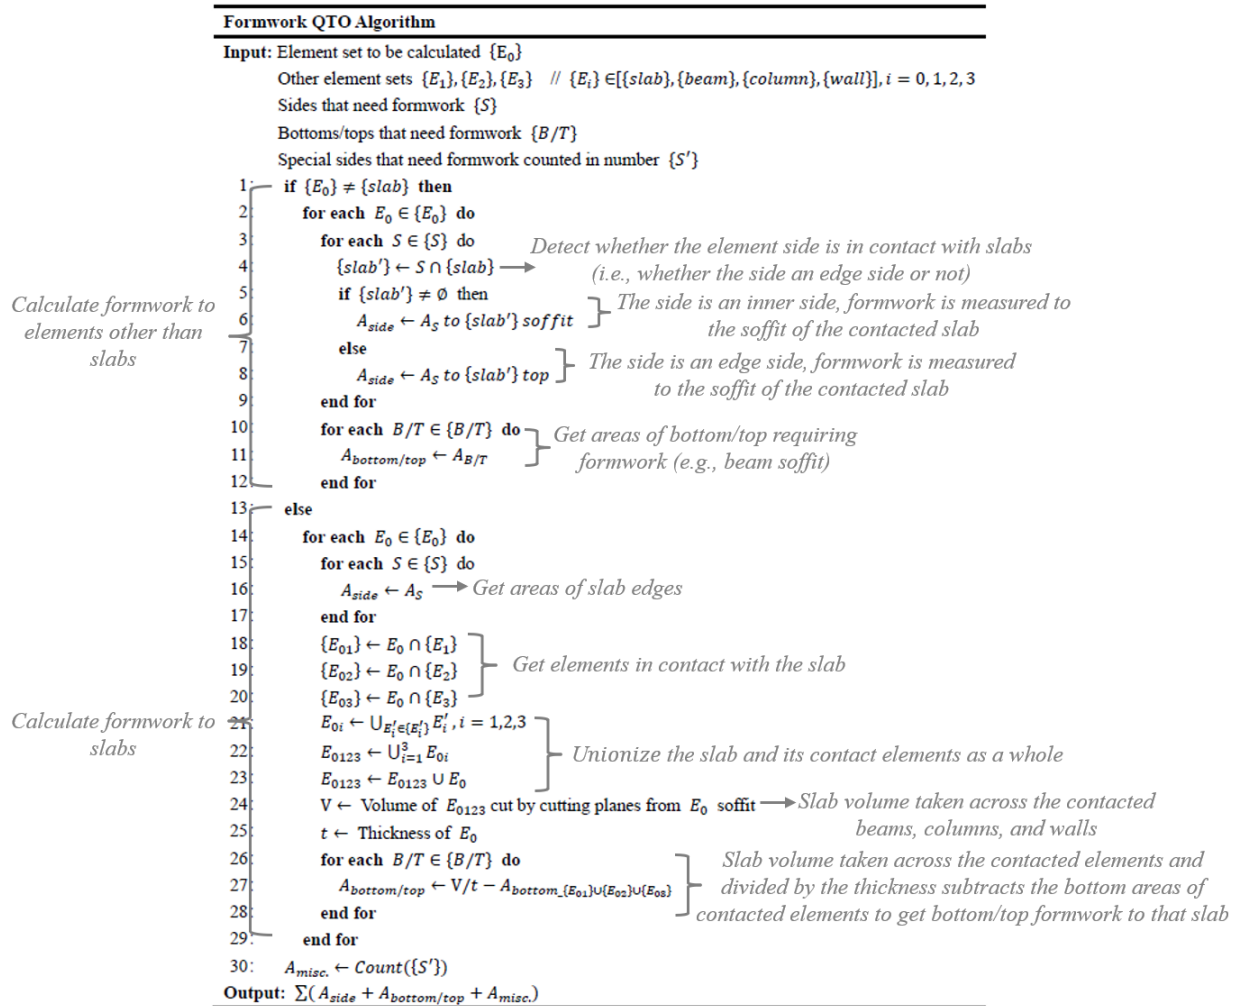 Formwork QTO Algorithm
Input: Element set to be calculated {E₀}
Other element sets {E₁}, {E₂}, {E₃} // {Eᵢ} ∈[{slab}, {beam}, {column}, {wall}], i = 0, 1, 2, 3
Sides that need formwork {S}
Bottoms/tops that need formwork {B/T}
Special sides that need formwork counted in number {S′}
1: if {E₀} ≠ {slab} then
2: for each E₀ ∈ {E₀} do
3: for each S ∈ {S} do
4: {slab′} ← S ∩ {slab}
5: if {slab′} ≠ ∅ then
6: A_side ← A_S to {slab′} soffit
7: else
8: A_side ← A_S to {slab′} top
9: end for
10: for each B/T ∈ {B/T} do
11: A_bottom/top ← A_B/T
12: end for
13: else
14: for each E₀ ∈ {E₀} do
15: for each S ∈ {S} do
16: A_side ← A_S
17: end for
18: {E₀₁} ← E₀ ∩ {E₁}
19: {E₀₂} ← E₀ ∩ {E₂}
20: {E₀₃} ← E₀ ∩ {E₃}
21: E₀ᵢ ← ⋃_{E′ᵢ∈{E′ᵢ}} E′ᵢ, i = 1,2,3
22: E₀₁₂₃ ← ⋃³ᵢ₌₁ E₀ᵢ
23: E₀₁₂₃ ← E₀₁₂₃ ∪ E₀
24: V ← Volume of E₀₁₂₃ cut by cutting planes from E₀ soffit
25: t ← Thickness of E₀
26: for each B/T ∈ {B/T} do
27: A_bottom/top ← V/t − A_bottom_{E₀₁}∪{E₀₂}∪{E₀₃}
28: end for
29: end for
30: A_misc. ← Count({S′})
Output: ∑( A_side + A_bottom/top + A_misc.)
Calculate formwork to
elements other than
slabs
Calculate formwork to
slabs
Detect whether the element side is in contact with slabs
(i.e., whether the side an edge side or not)
The side is an inner side, formwork is measured to
the soffit of the contacted slab
The side is an edge side, formwork is measured
to the soffit of the contacted slab
Get areas of bottom/top requiring
formwork (e.g., beam soffit)
Get areas of slab edges
Get elements in contact with the slab
Unionize the slab and its contact elements as a whole
Slab volume taken across the contacted
beams, columns, and walls
Slab volume taken across the contacted elements and
divided by the thickness subtracts the bottom areas of
contacted elements to get bottom/top formwork to that slab